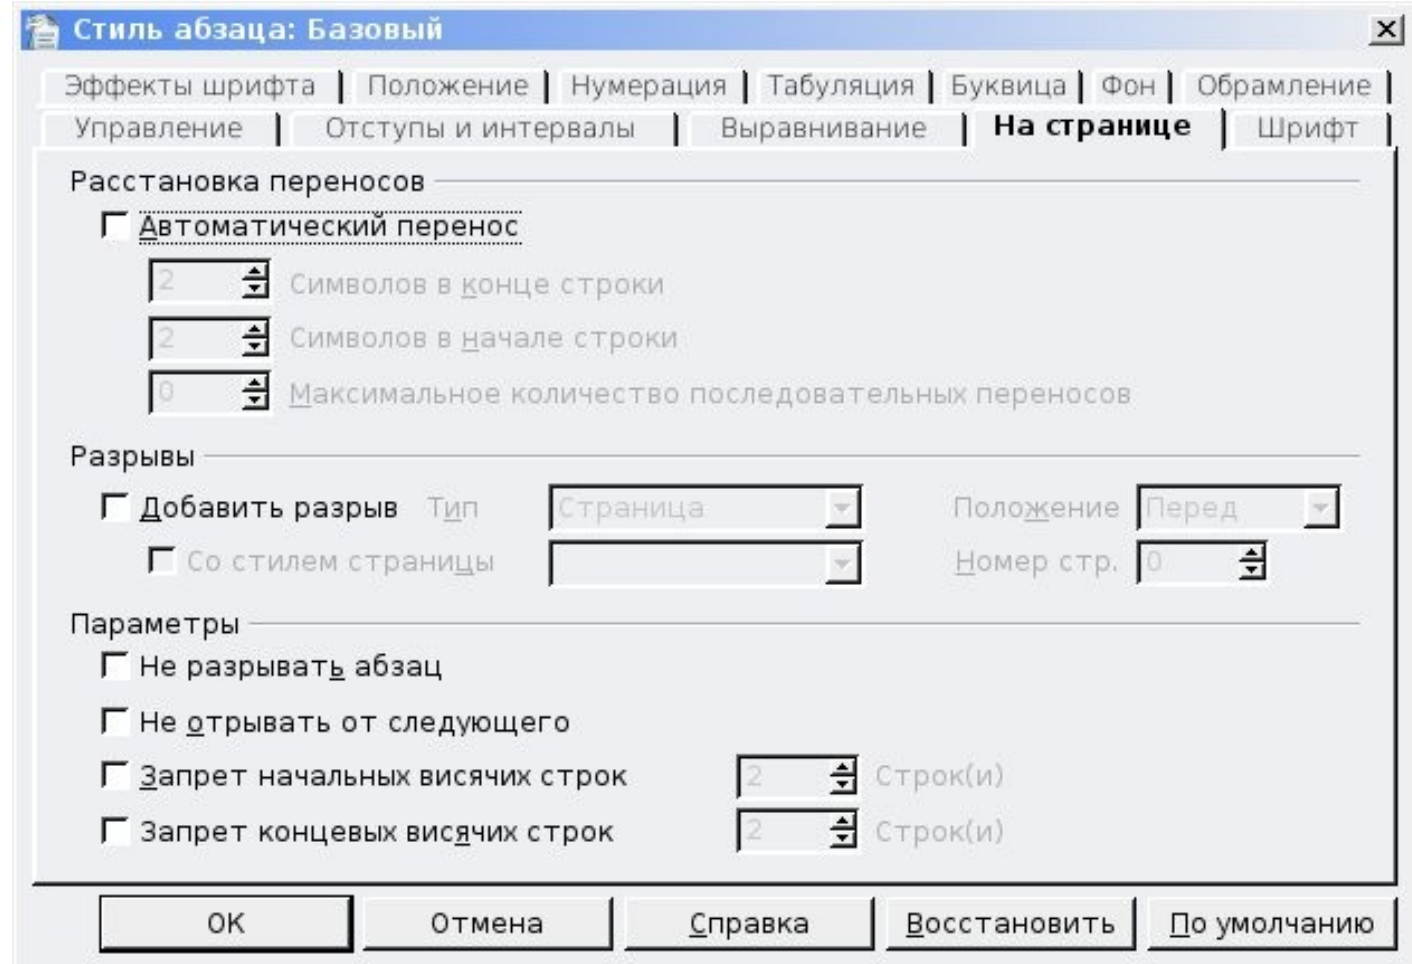 Стиль абзаца: Базовый
Эффекты шрифта Положение Нумерация Табуляция Буквица Фон Обрамление
Управление Отступы и интервалы Выравнивание На странице Шрифт
Расстановка переносов
Автоматический перенос
2 Символов в конце строки
2 Символов в начале строки
0 Максимальное количество последовательных переносов
Разрывы
Добавить разрыв Тип Страница Положение Перед
Со стилем страницы Номер стр. 0
Параметры
Не разрывать абзац
Не отрывать от следующего
Запрет начальных висячих строк 2 Строк(и)
Запрет концевых висячих строк 2 Строк(и)
OK Отмена Справка Восстановить По умолчанию